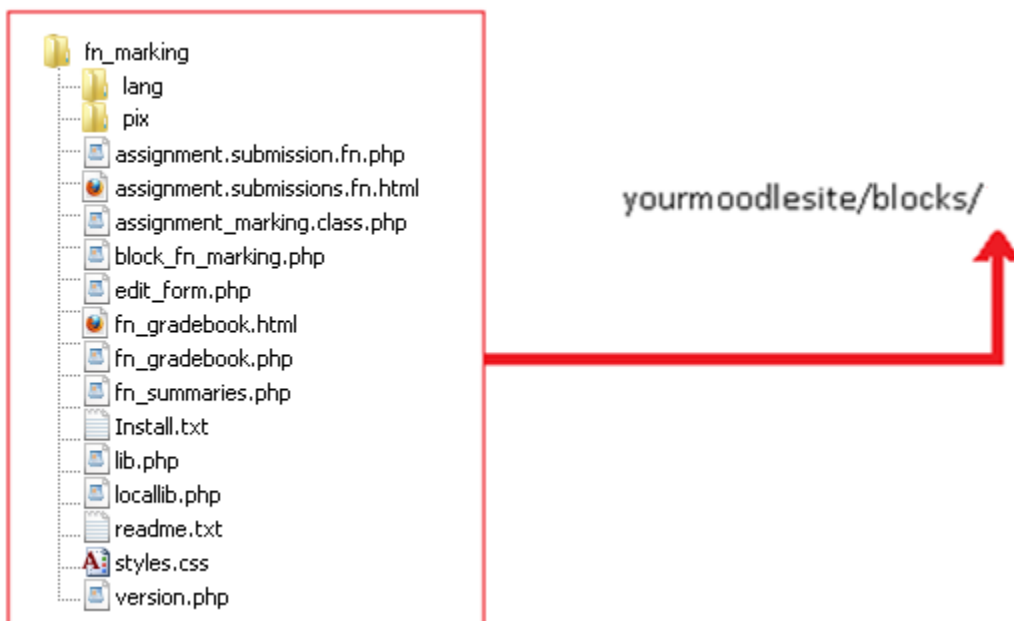 fn_marking
lang
pix
assignment.submission.fn.php
assignment.submissions.fn.html
assignment_marking.class.php
block_fn_marking.php
edit_form.php
fn_gradebook.html
fn_gradebook.php
fn_summaries.php
Install.txt
lib.php
locallib.php
readme.txt
styles.css
version.php
yourmoodlesite/blocks/